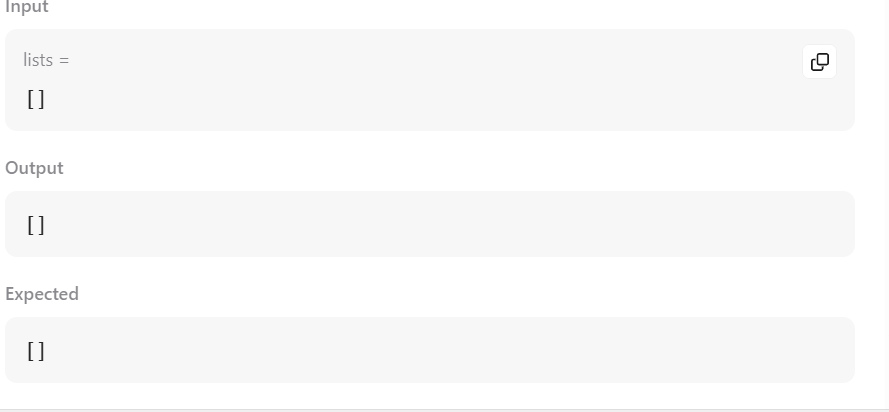 Input
lists =
[]
Output
[]
Expected
[]